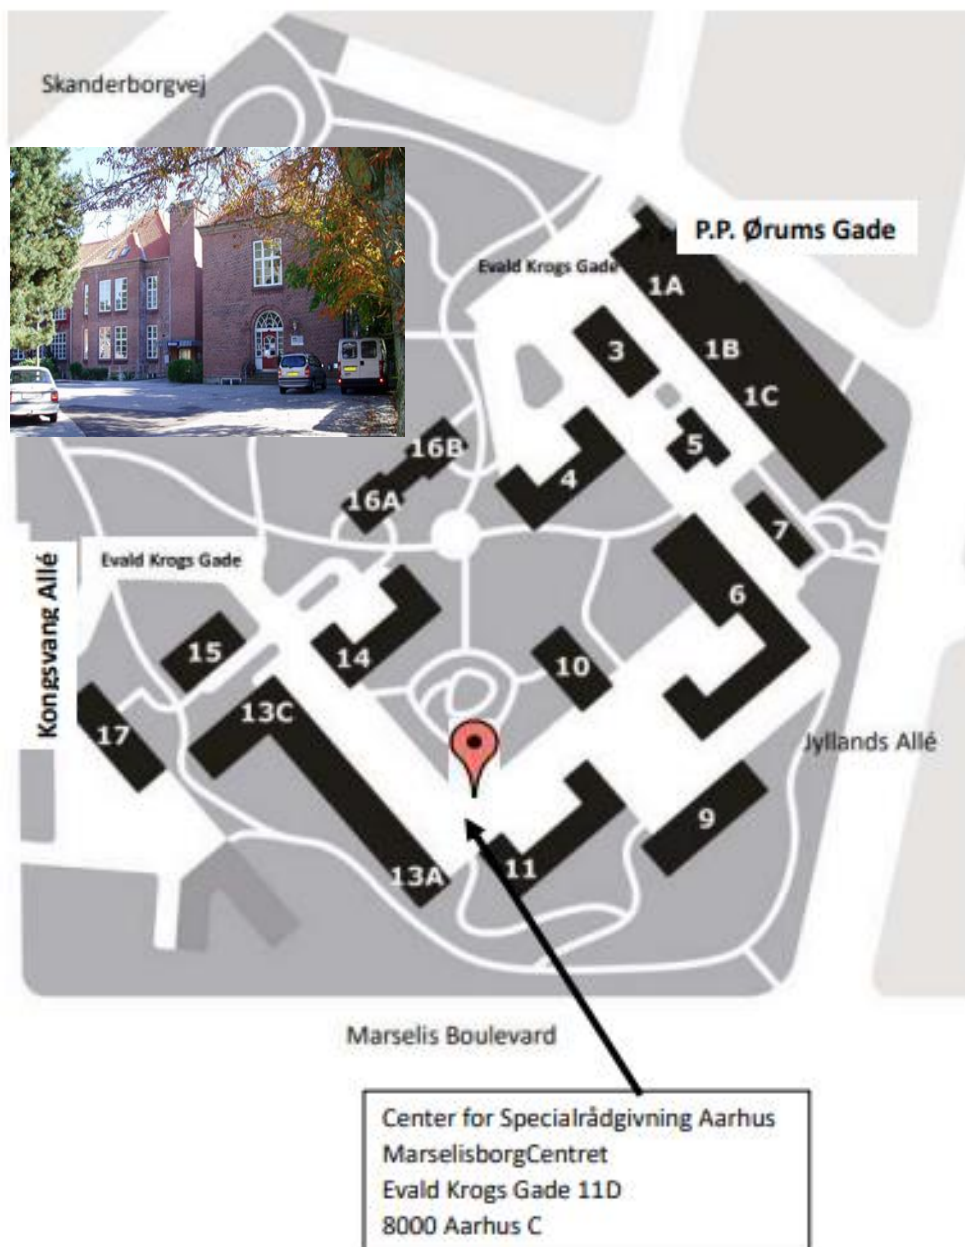 Skanderborgvej
P.P. Ørums Gade
Evald Krogs Gade
1A
1B
1C
3
5
4
16B
16A
7
Kongsvang Allé
Evald Krogs Gade
6
15
14
10
13C
17
Jyllands Allé
9
11
13A
Marselis Boulevard
Center for Specialrådgivning Aarhus
MarselisborgCentret
Evald Krogs Gade 11D
8000 Aarhus C